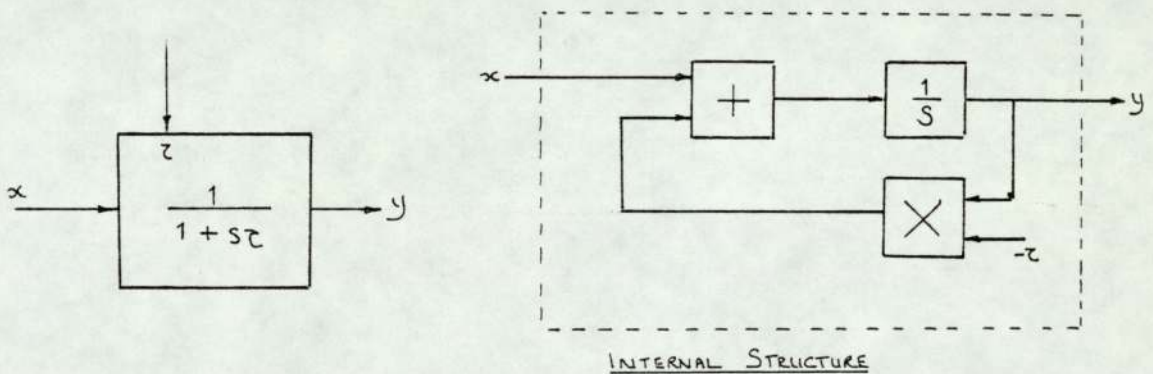 τ
x
1
1 + Sτ
y
x
+
1
S
y
×
-τ
INTERNAL STRUCTURE